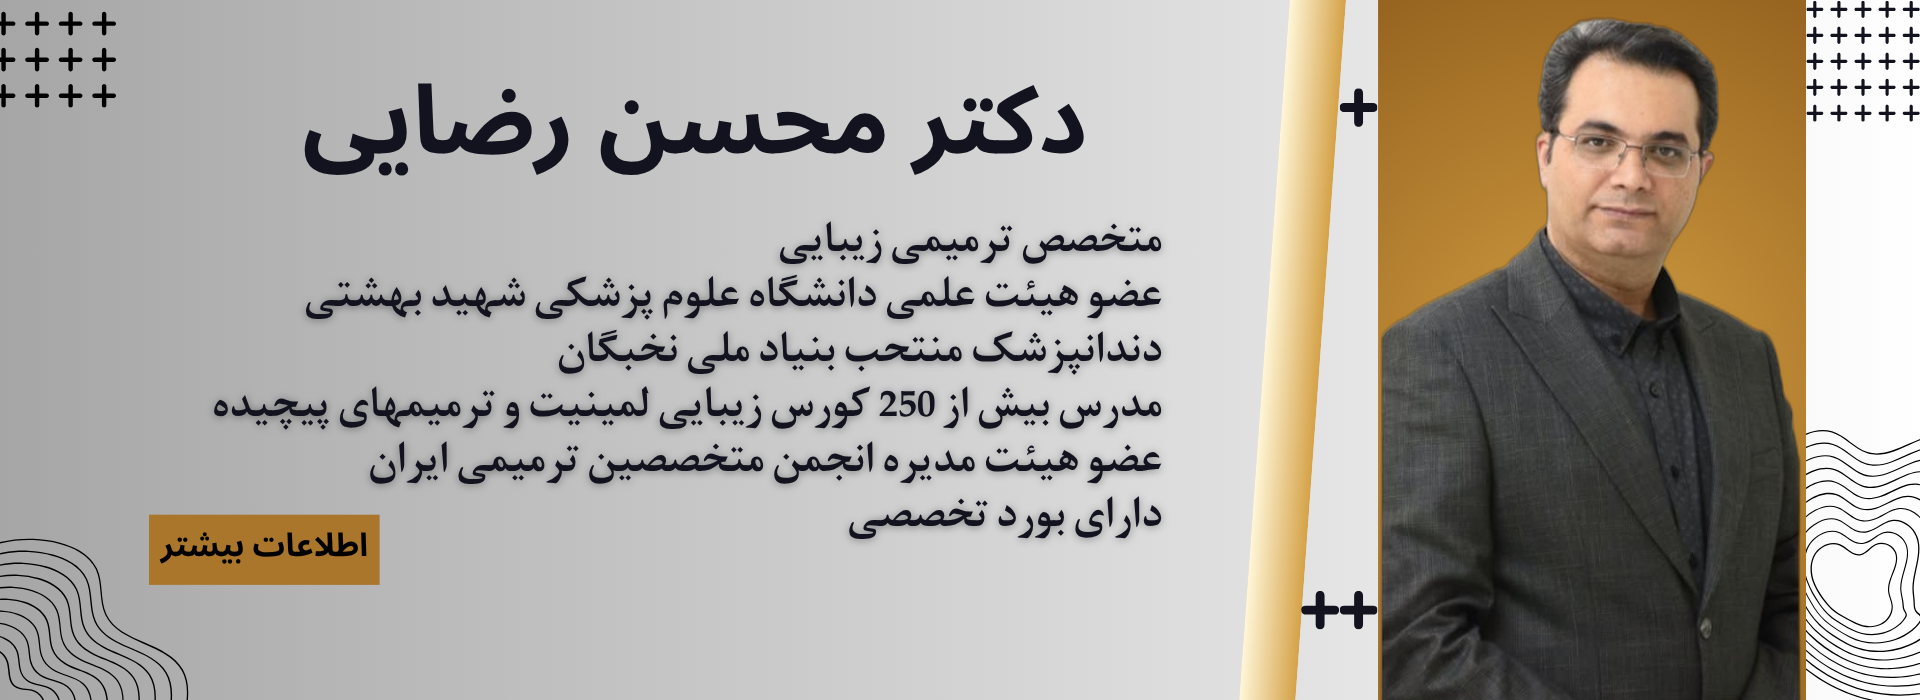 دکتر محسن رضایی
متخصص ترمیمی زیبایی
عضو هیئت علمی دانشگاه علوم پزشکی شهید بهشتی
دندانپزشک منتحب بنیاد ملی نخبگان
مدرس بیش از 250 کورس زیبایی لمینیت و ترمیمهای پیچیده
عضو هیئت مدیره انجمن متخصصین ترمیمی ایران
دارای بورد تخصصی
اطلاعات بیشتر